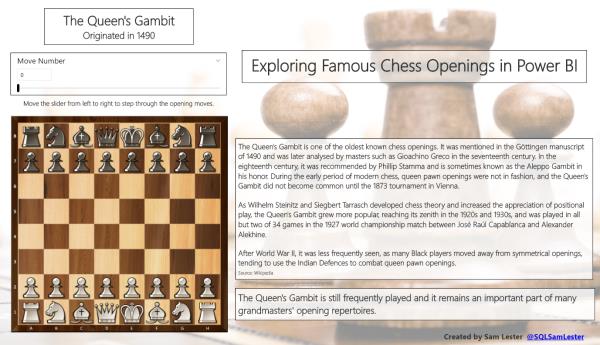 The Queen's Gambit
Originated in 1490
Move Number
0
Move the slider from left to right to step through the opening moves.
8
7
6
5
4
3
2
1
A B C D E F G H
Exploring Famous Chess Openings in Power BI
The Queen's Gambit is one of the oldest known chess openings. It was mentioned in the Göttingen manuscript
of 1490 and was later analysed by masters such as Gioachino Greco in the seventeenth century. In the
eighteenth century, it was recommended by Phillip Stamma and is sometimes known as the Aleppo Gambit in
his honor. During the early period of modern chess, queen pawn openings were not in fashion, and the Queen's
Gambit did not become common until the 1873 tournament in Vienna.
As Wilhelm Steinitz and Siegbert Tarrasch developed chess theory and increased the appreciation of positional
play, the Queen's Gambit grew more popular, reaching its zenith in the 1920s and 1930s, and was played in all
but two of 34 games in the 1927 world championship match between José Raúl Capablanca and Alexander
Alekhine.
After World War II, it was less frequently seen, as many Black players moved away from symmetrical openings,
tending to use the Indian Defences to combat queen pawn openings.
Source: Wikipedia
The Queen's Gambit is still frequently played and it remains an important part of many
grandmasters' opening repertoires.
Created by Sam Lester @SQLSamLester